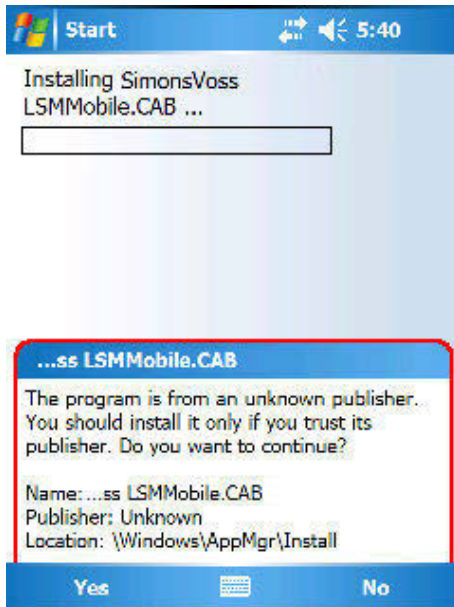 Start 5:40
Installing SimonsVoss
LSMMobile.CAB ...
...ss LSMMobile.CAB
The program is from an unknown publisher.
You should install it only if you trust its
publisher. Do you want to continue?
Name: ...ss LSMMobile.CAB
Publisher: Unknown
Location: \Windows\AppMgr\Install
Yes No